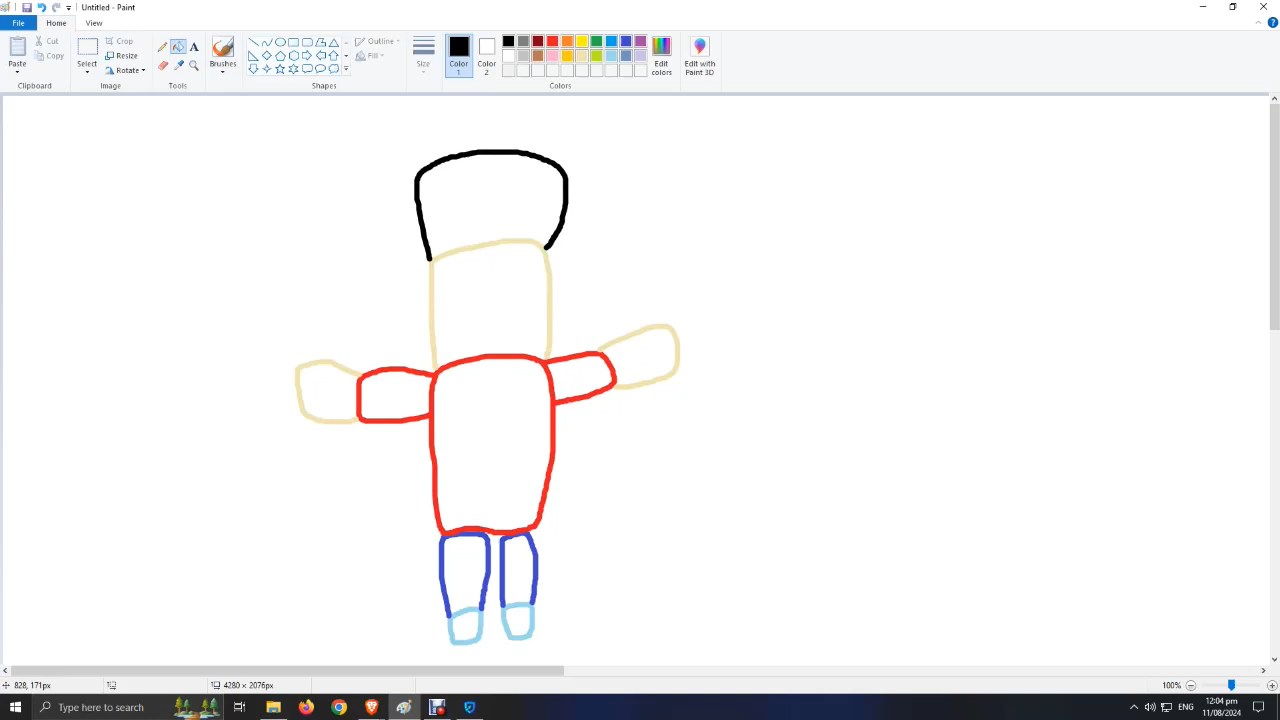 Untitled - Paint
File
Home
View
Paste
Cut
Copy
Clipboard
Select
Crop
Resize
Rotate
Image
A
Tools
Brushes
Outline
Fill
Shapes
Size
Color
1
Color
2
Edit
colors
Edit with
Paint 3D
Colors
828, 171px
4280 × 2076px
100%
Type here to search
ENG
12:04 pm
11/08/2024